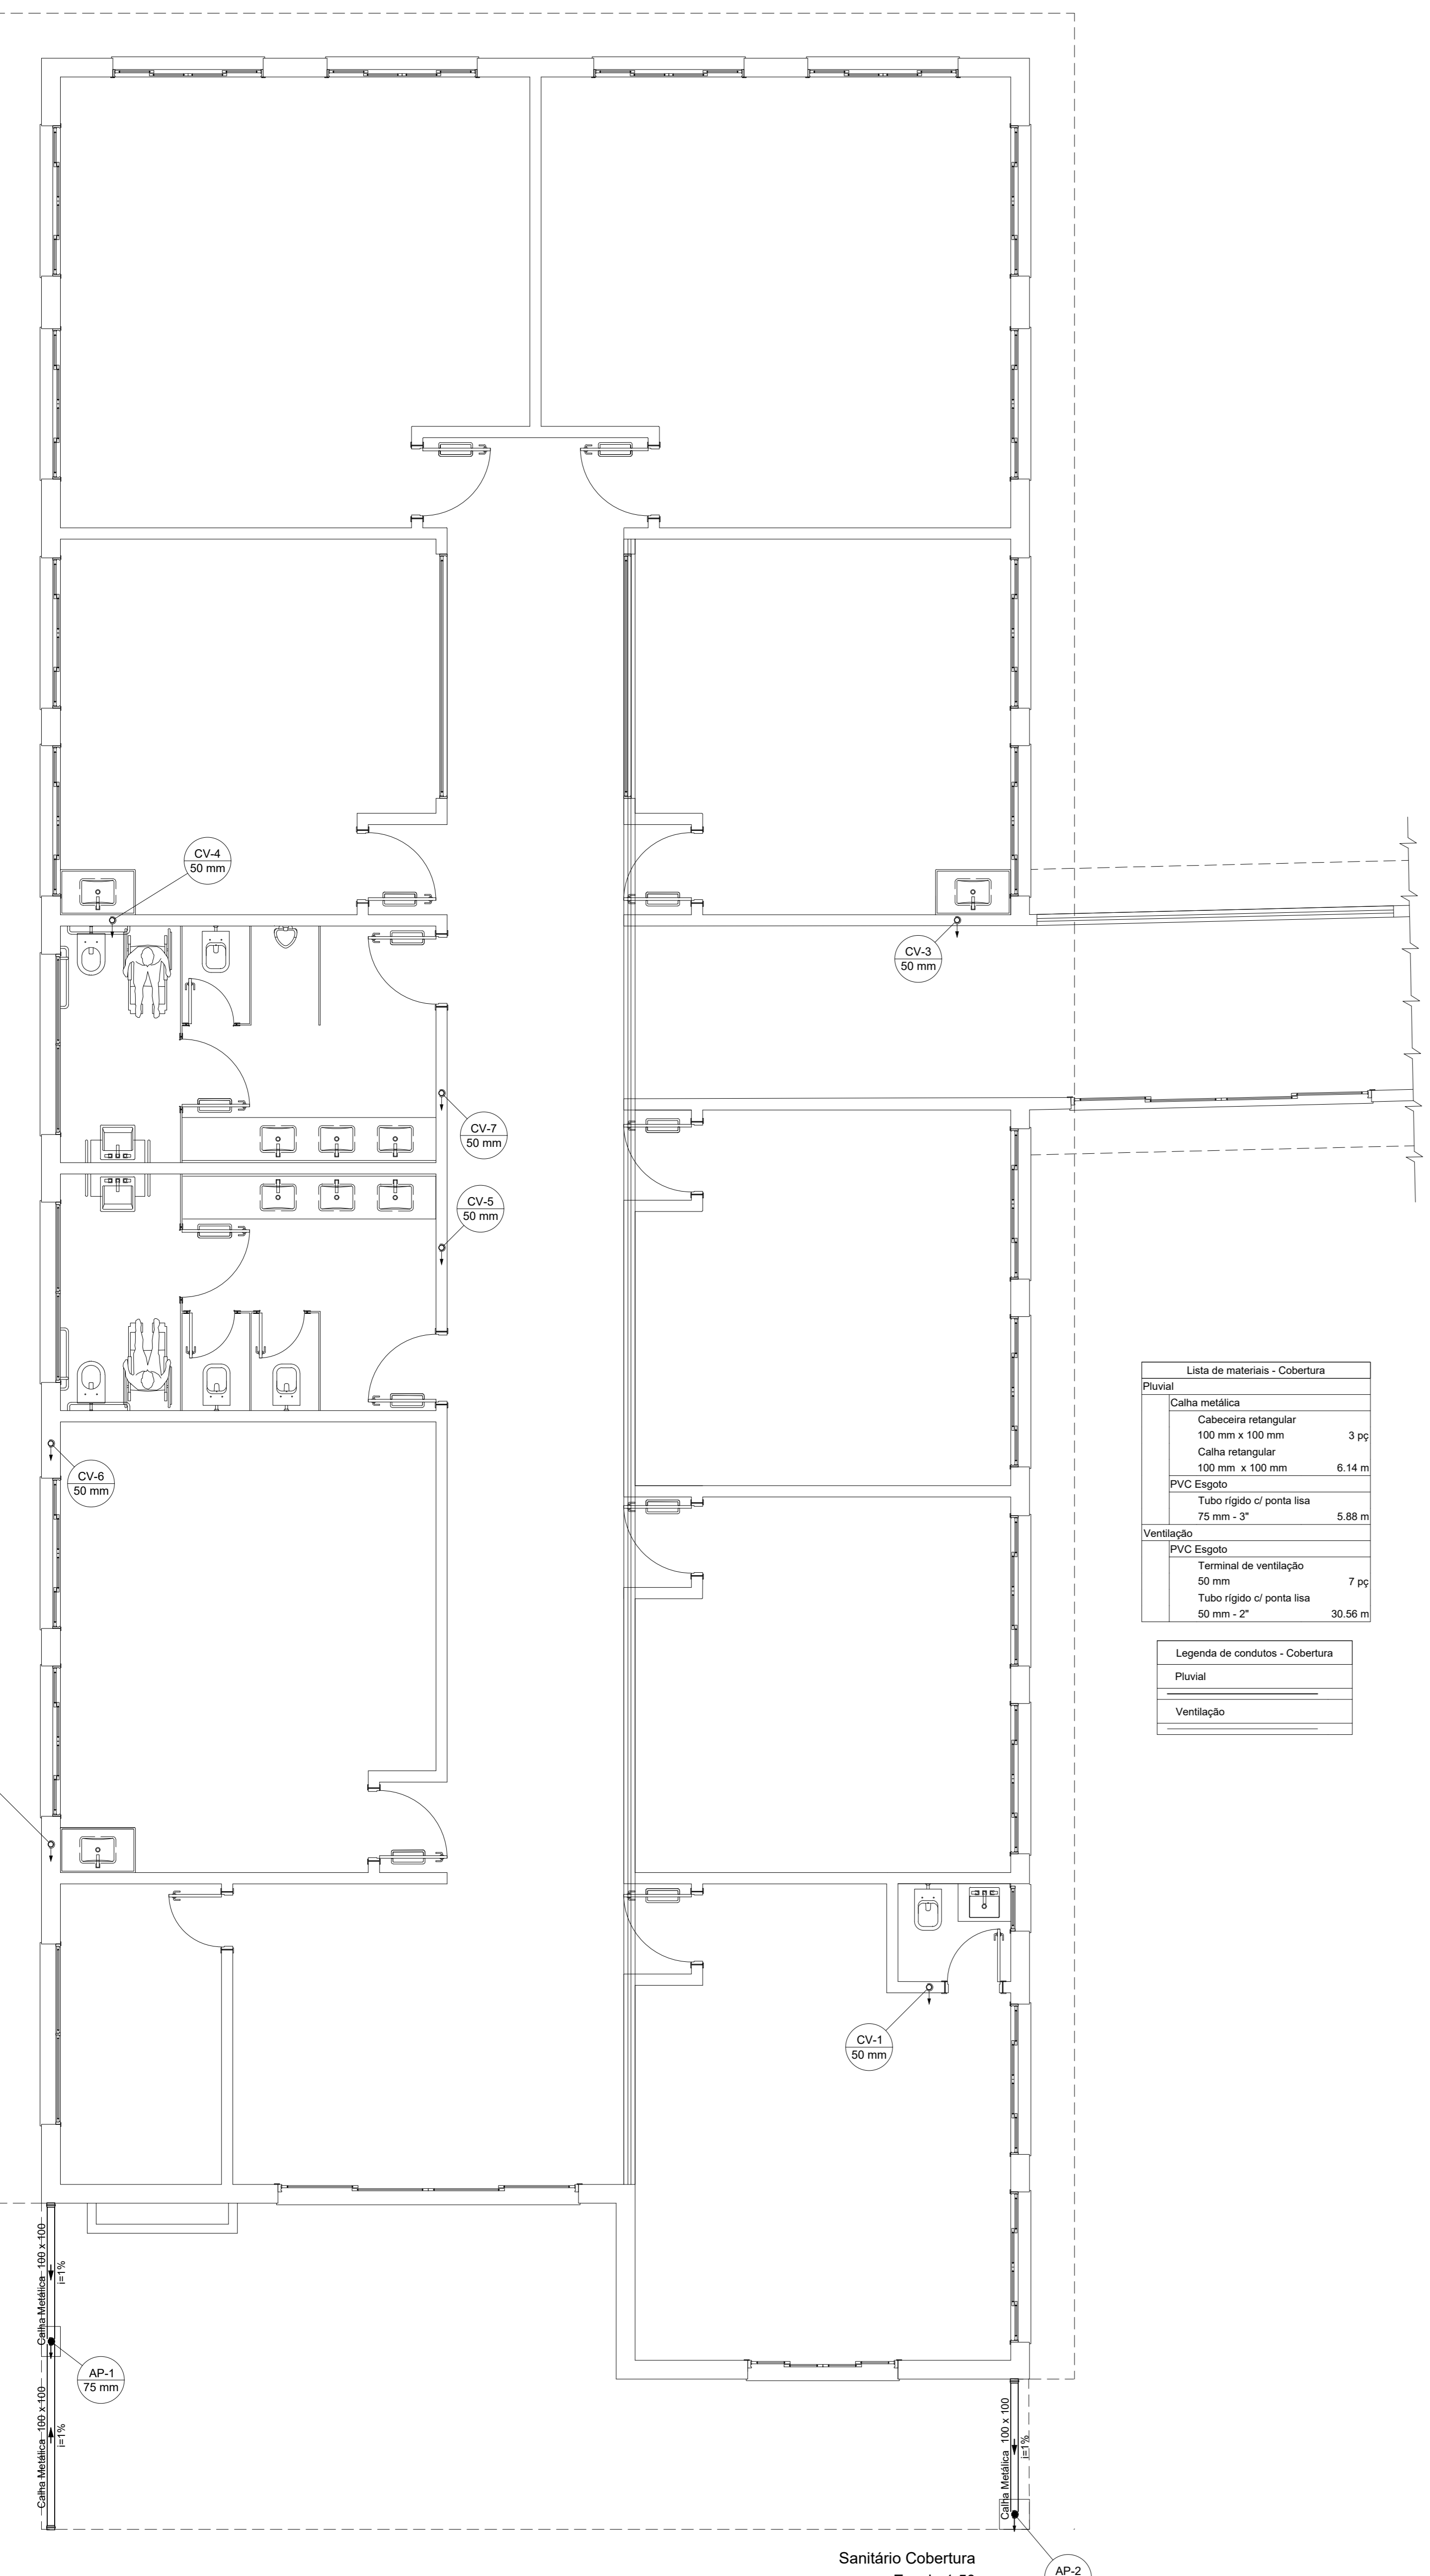 CV-4
50 mm
CV-3
50 mm
CV-7
50 mm
CV-5
50 mm
Lista de materiais - Cobertura
Pluvial
Calha metálica
Cabeceira retangular
100 mm x 100 mm 3 pç
Calha retangular
100 mm x 100 mm 6.14 m
PVC Esgoto
Tubo rígido c/ ponta lisa
75 mm - 3" 5.88 m
Ventilação
PVC Esgoto
Terminal de ventilação
50 mm 7 pç
Tubo rígido c/ ponta lisa
50 mm - 2" 30.56 m
CV-6
50 mm
Legenda de condutos - Cobertura
Pluvial
Ventilação
CV-1
50 mm
Calha Metálica 100 x 100
i=1%
AP-1
75 mm
Calha Metálica 100 x 100
i=1%
Calha Metálica 100 x 100
i=1%
Sanitário Cobertura
AP-2